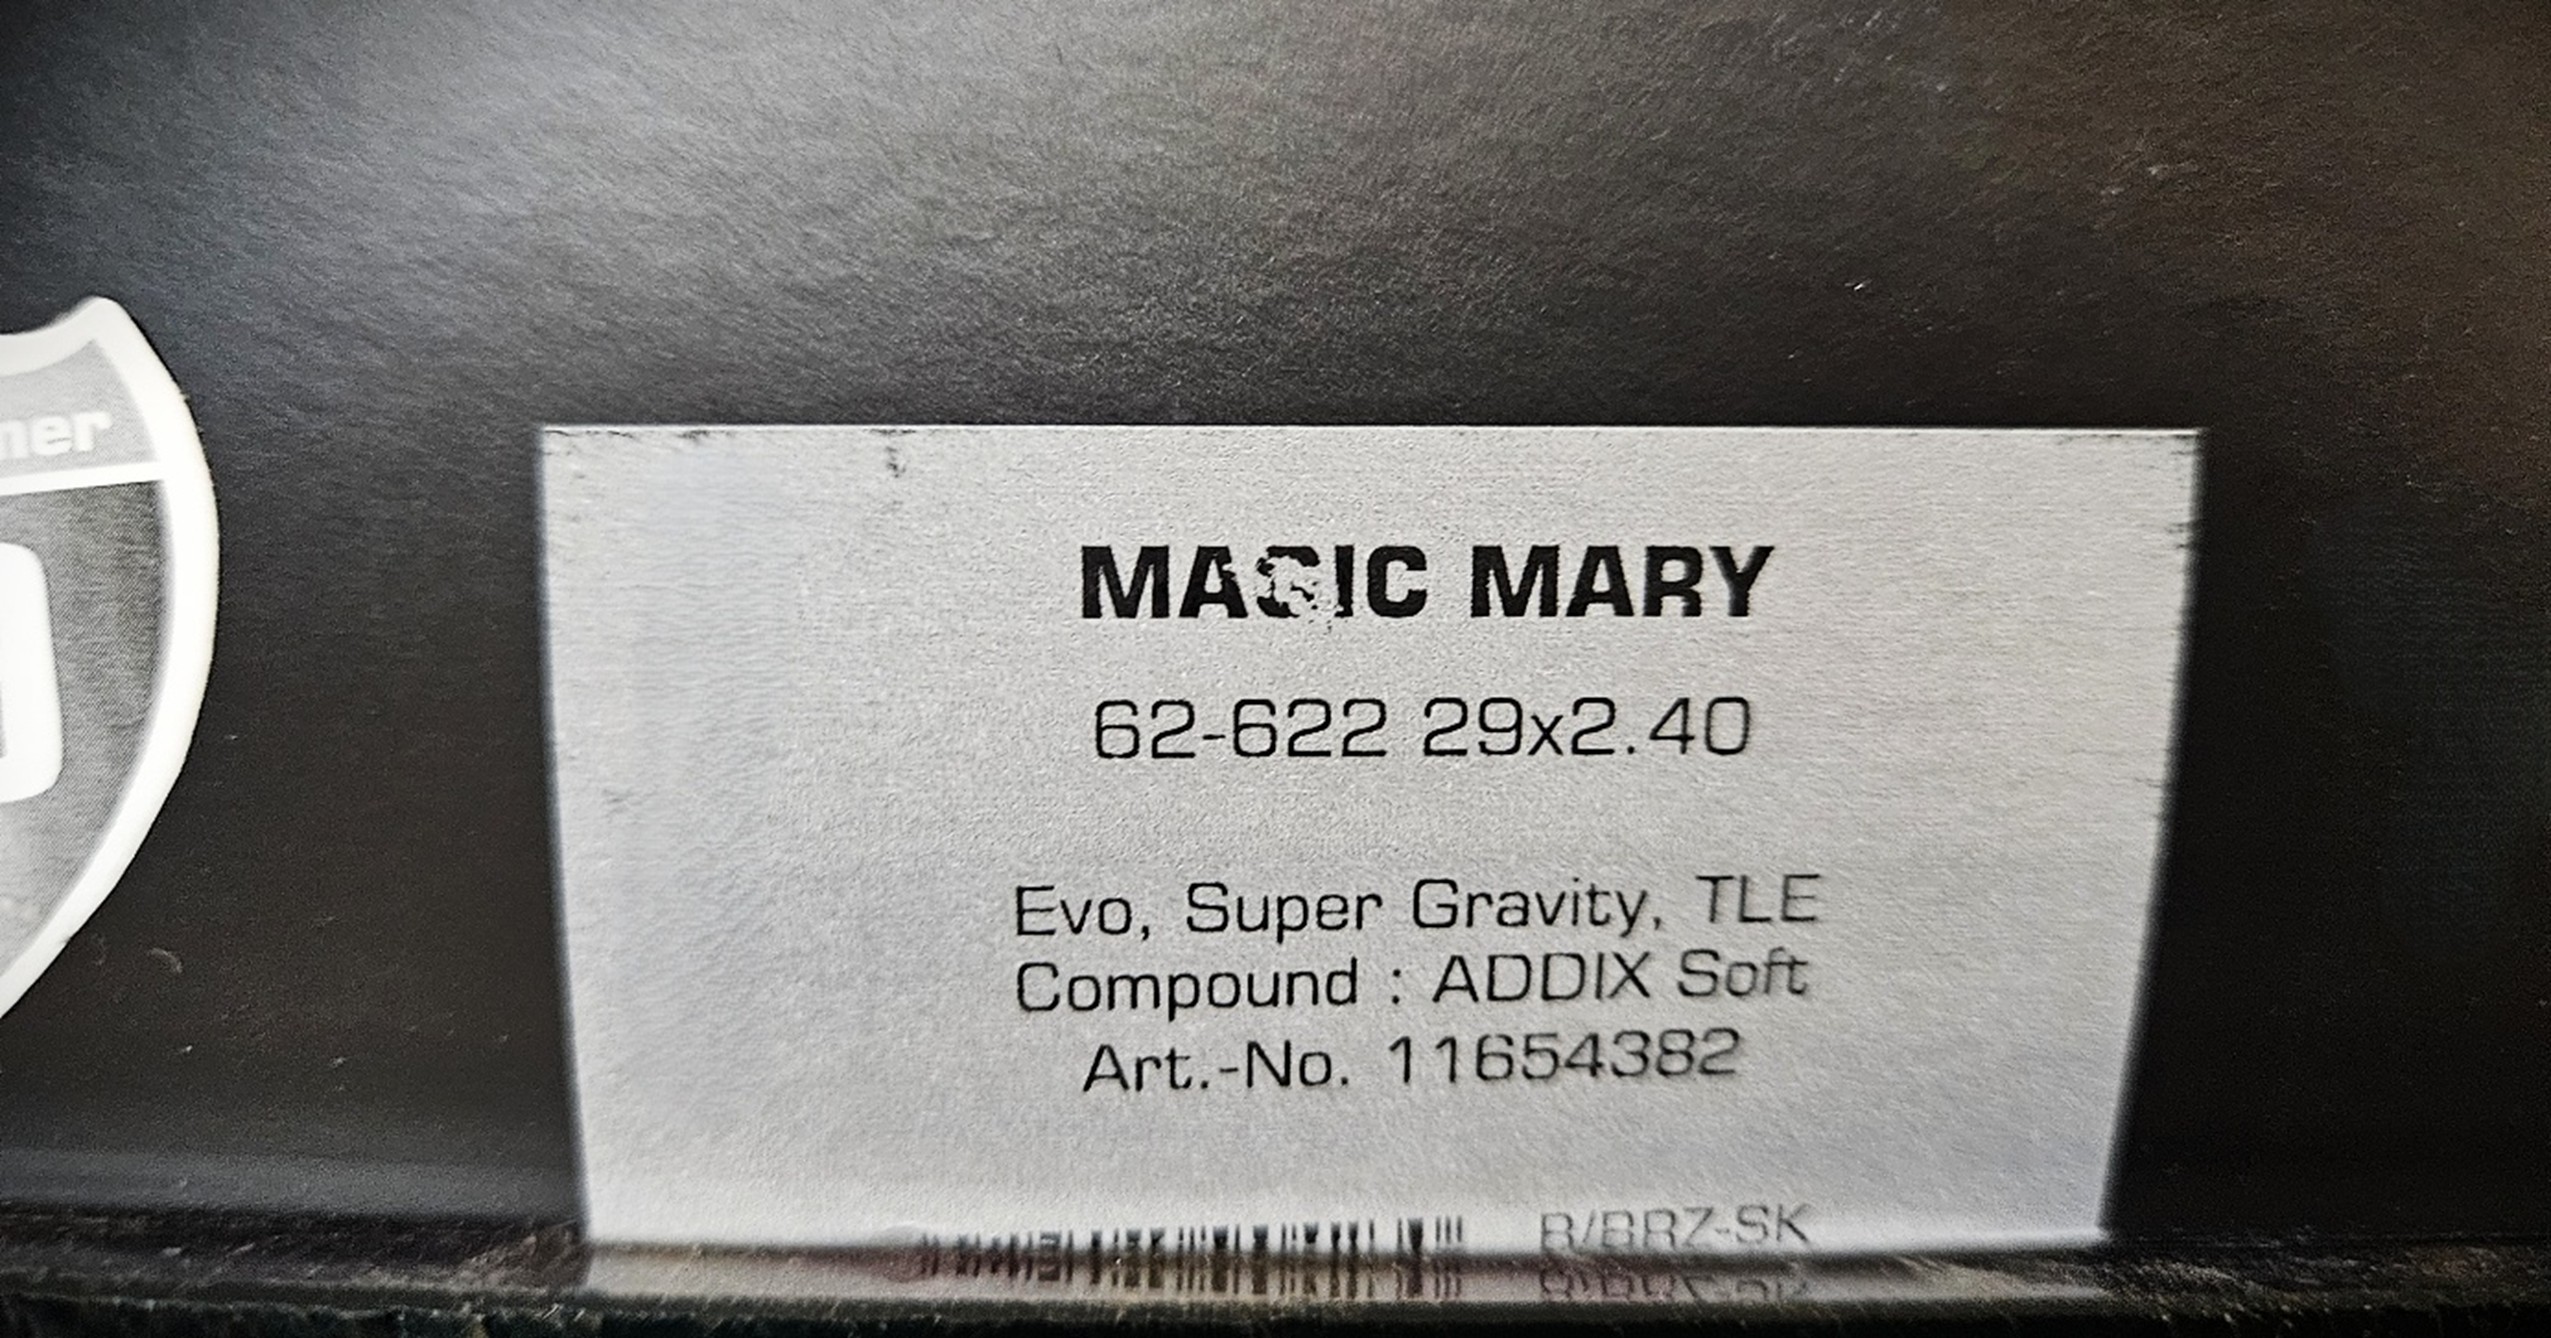 MAGIC MARY
62-622 29x2.40
Evo, Super Gravity, TLE
Compound : ADDIX Soft
Art.-No. 11654382
B/BRZ-SK